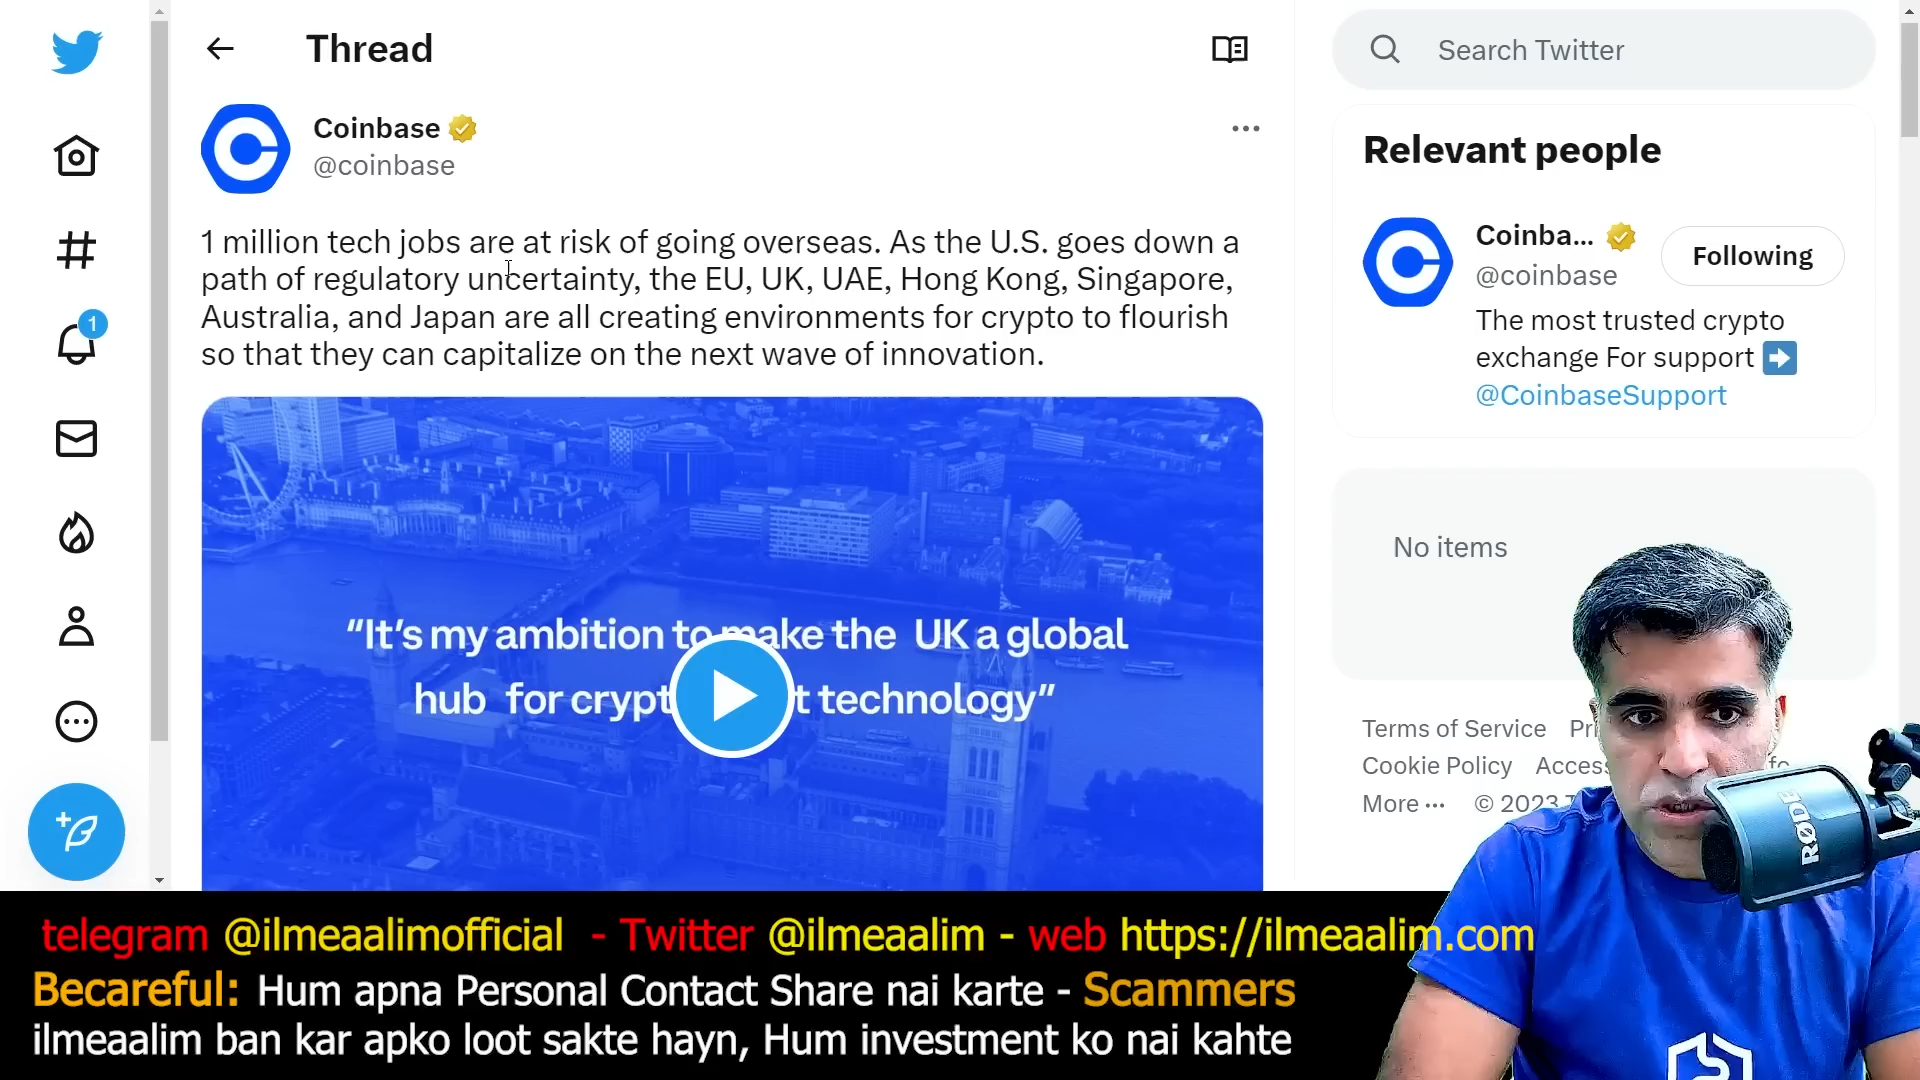 Thread
Search Twitter
Coinbase
@coinbase
1 million tech jobs are at risk of going overseas. As the U.S. goes down a
path of regulatory uncertainty, the EU, UK, UAE, Hong Kong, Singapore,
Australia, and Japan are all creating environments for crypto to flourish
so that they can capitalize on the next wave of innovation.
"It's my ambition to make the UK a global
hub for technology"
1
Relevant people
Coinba...
@coinbase
Following
The most trusted crypto
exchange For support
@CoinbaseSupport
No items
Terms of Service
Cookie Policy
More ··· © 2023
RØDE
telegram @ilmeaalimofficial - Twitter @ilmeaalim - web https://ilmeaalim.com
Becareful: Hum apna Personal Contact Share nai karte - Scammers
ilmeaalim ban kar apko loot sakte hayn, Hum investment ko nai kahte